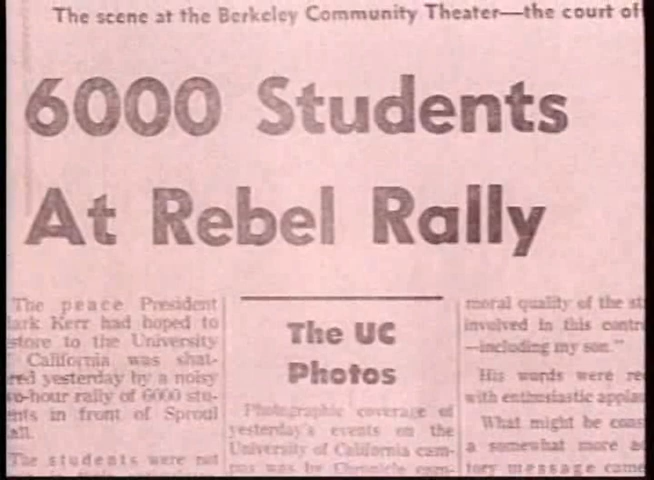 The scene at the Berkeley Community Theater—the court of
6000 Students
At Rebel Rally
The peace President
ark Kerr had hoped to
store to the University
California was shat-
red yesterday by a noisy
o-hour rally of 6000 stu-
nts in front of Sproul
all.
The students were not
The UC
Photos
Photographic coverage of
yesterday's events on the
University of California cam-
pus was by Chronicle
moral quality of the st
involved in this contr
—including my son."
His words were re
with enthusiastic applau
What might be cons
a somewhat more
tory message came